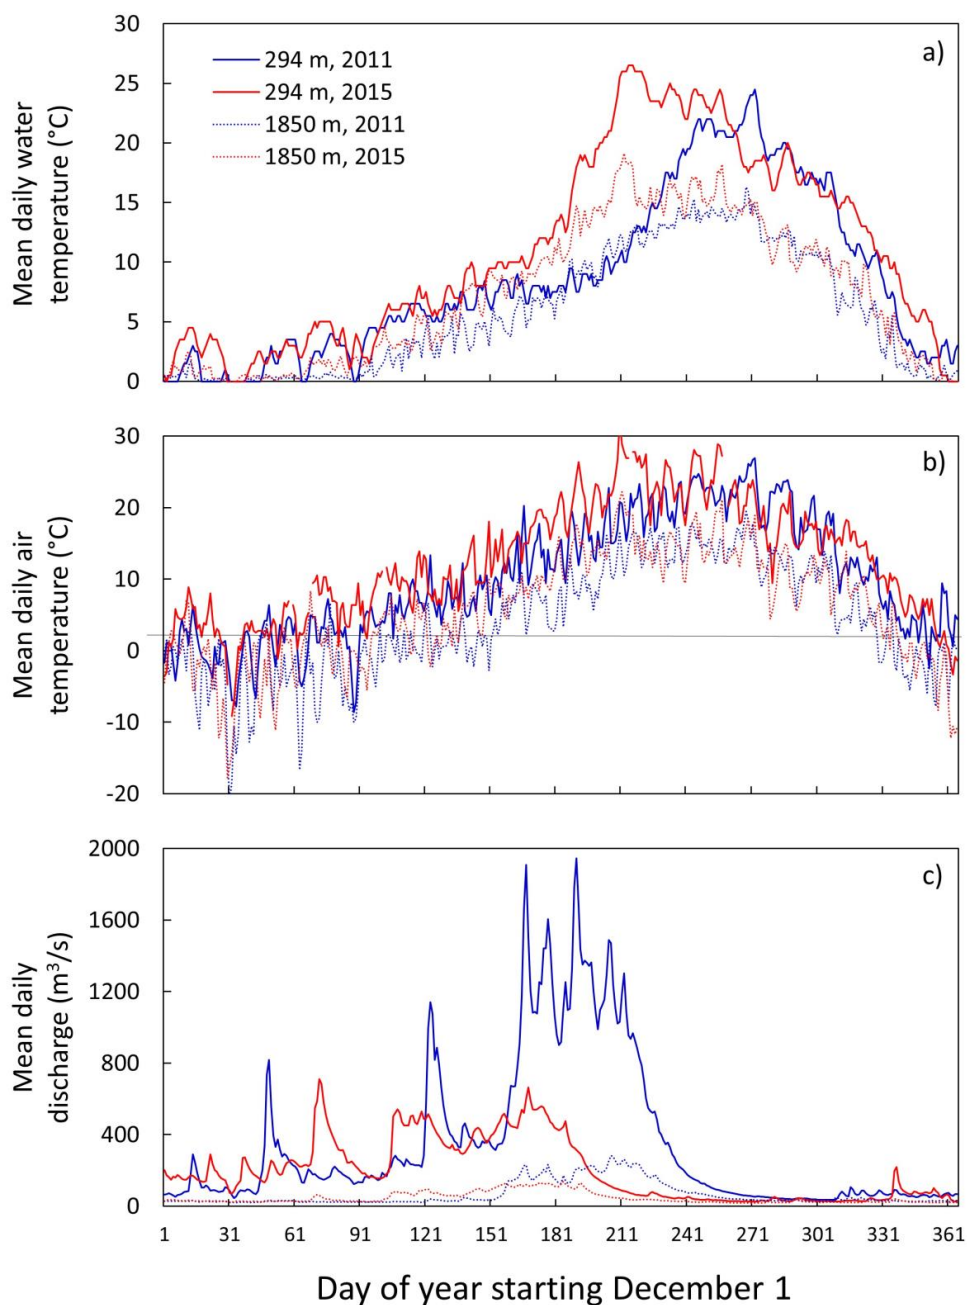 30
25
20
15
10
5
0
Mean daily water
temperature (°C)
294 m, 2011
294 m, 2015
1850 m, 2011
1850 m, 2015
a)
30
20
10
0
-10
-20
Mean daily air
temperature (°C)
b)
2000
1600
1200
800
400
0
Mean daily
discharge (m³/s)
c)
1 31 61 91 121 151 181 211 241 271 301 331 361
Day of year starting December 1